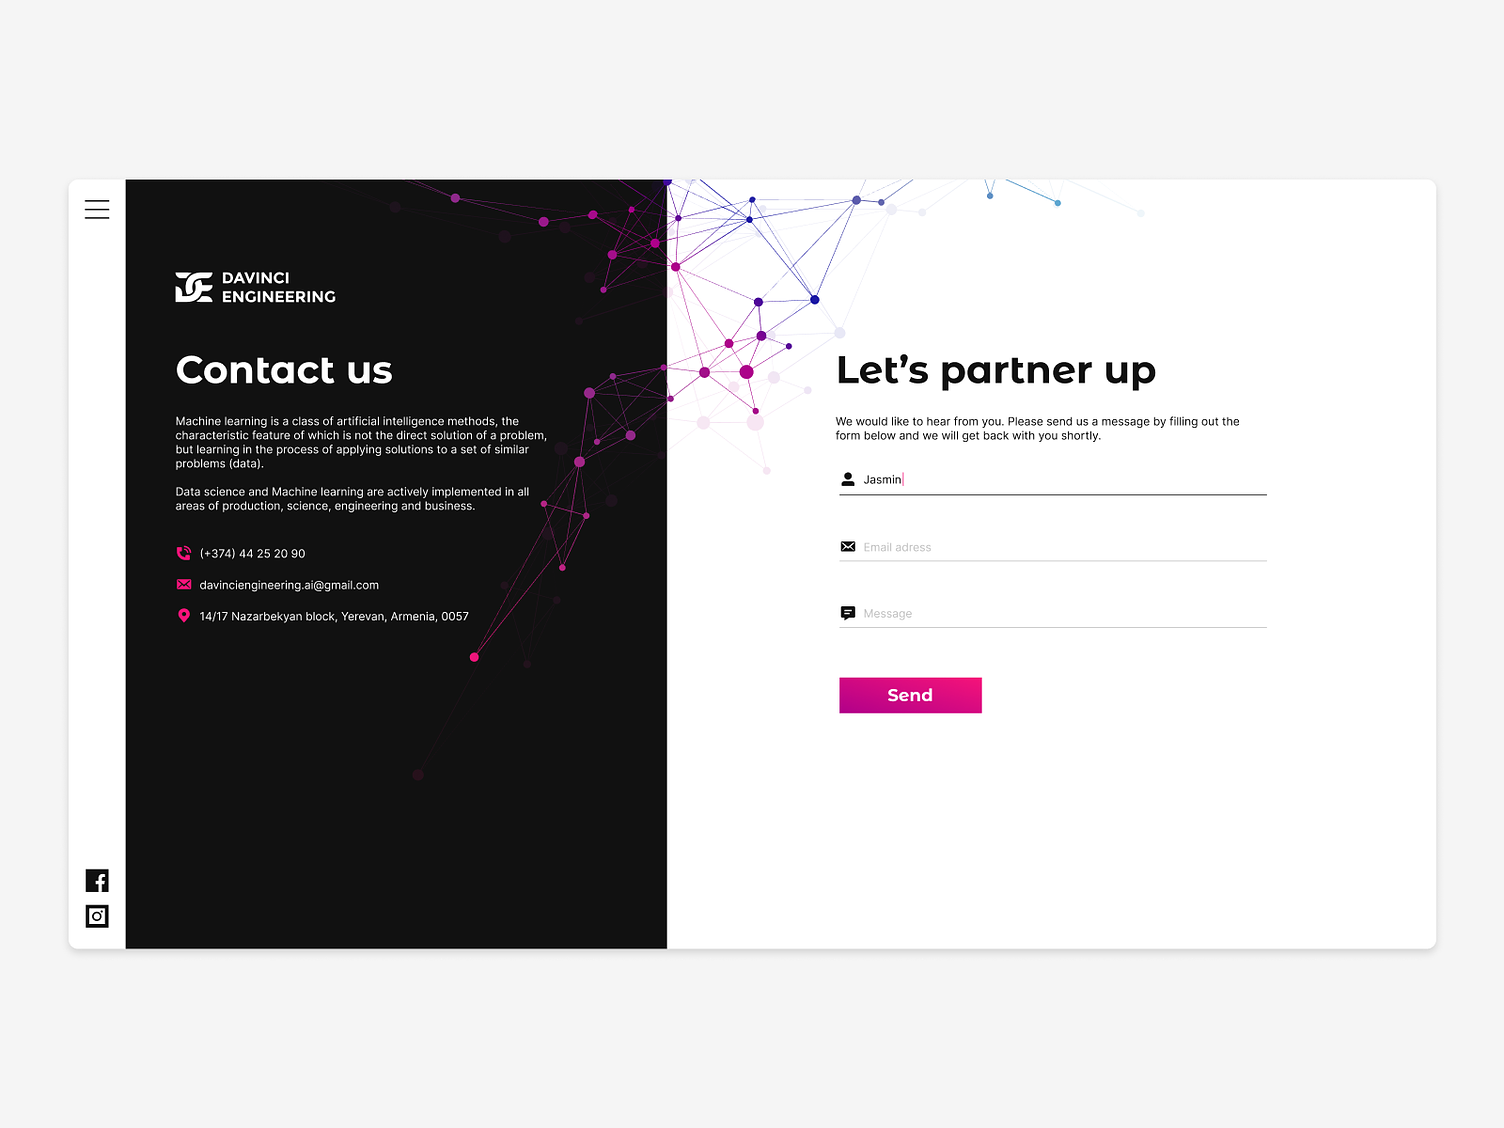 DAVINCI
ENGINEERING
Contact us
Machine learning is a class of artificial intelligence methods, the
characteristic feature of which is not the direct solution of a problem,
but learning in the process of applying solutions to a set of similar
problems (data).
Data science and Machine learning are actively implemented in all
areas of production, science, engineering and business.
(+374) 44 25 20 90
davinciengineering.ai@gmail.com
14/17 Nazarbekyan block, Yerevan, Armenia, 0057
Let’s partner up
We would like to hear from you. Please send us a message by filling out the
form below and we will get back with you shortly.
Jasmin
Email adress
Message
Send